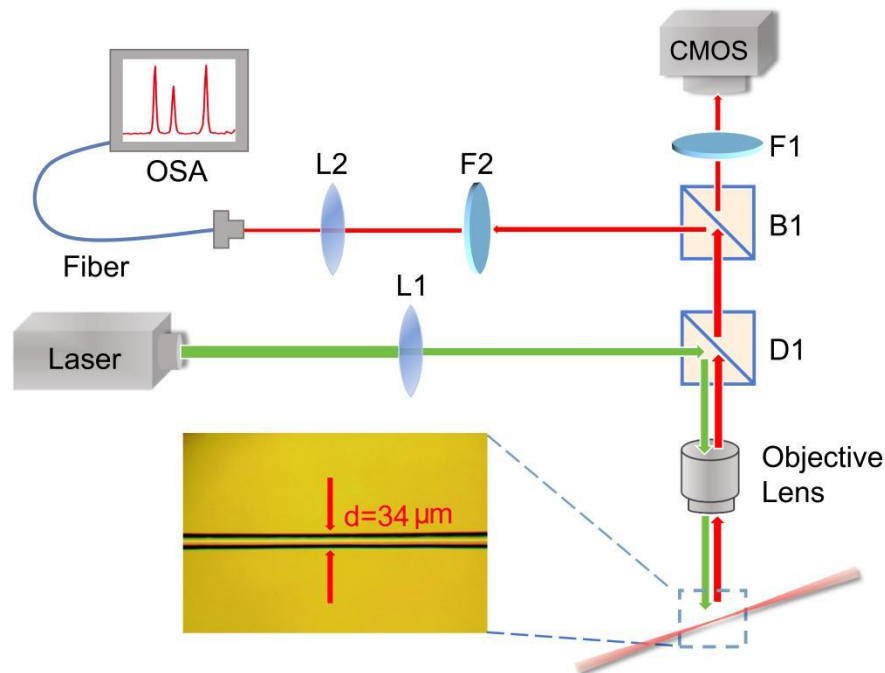 CMOS
F1
OSA
L2
F2
B1
Fiber
L1
Laser
D1
Objective
Lens
d=34 μm